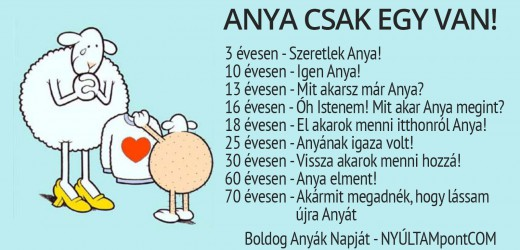 ANYA CSAK EGY VAN!
3 évesen - Szeretlek Anya!
10 évesen - Igen Anya!
13 évesen - Mit akarsz már Anya?
16 évesen - Óh Istenem! Mit akar Anya megint?
18 évesen - El akarok menni itthonról Anya!
25 évesen - Anyának igaza volt!
30 évesen - Vissza akarok menni hozzá!
60 évesen - Anya elment!
70 évesen - Akármit megadnék, hogy lássam
újra Anyát
Boldog Anyák Napját - NYÚLTAMpontCOM